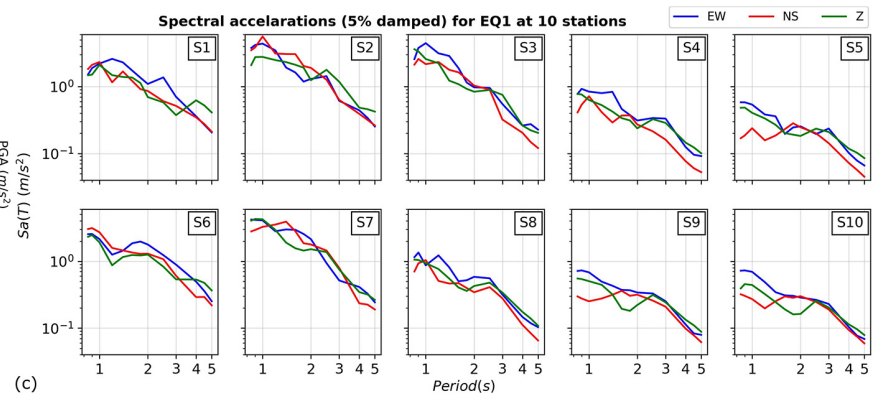 Spectral accelarations (5% damped) for EQ1 at 10 stations
EW NS Z
S1 S2 S3 S4 S5
10⁰
10⁻¹
PGA (m/s²)
Sa(T) (m/s²)
S6 S7 S8 S9 S10
10⁰
10⁻¹
1 2 3 4 5 1 2 3 4 5 1 2 3 4 5 1 2 3 4 5 1 2 3 4 5
Period(s)
(c)